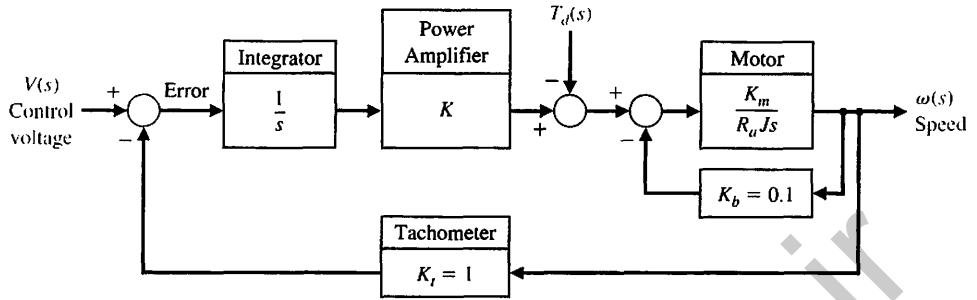 T_d(s)
Power
Amplifier
K
Integrator
1
s
Motor
K_m
R_a Js
V(s)
Control
voltage
+
−
Error
+
−
+
−
ω(s)
Speed
K_b = 0.1
Tachometer
K_t = 1
ir